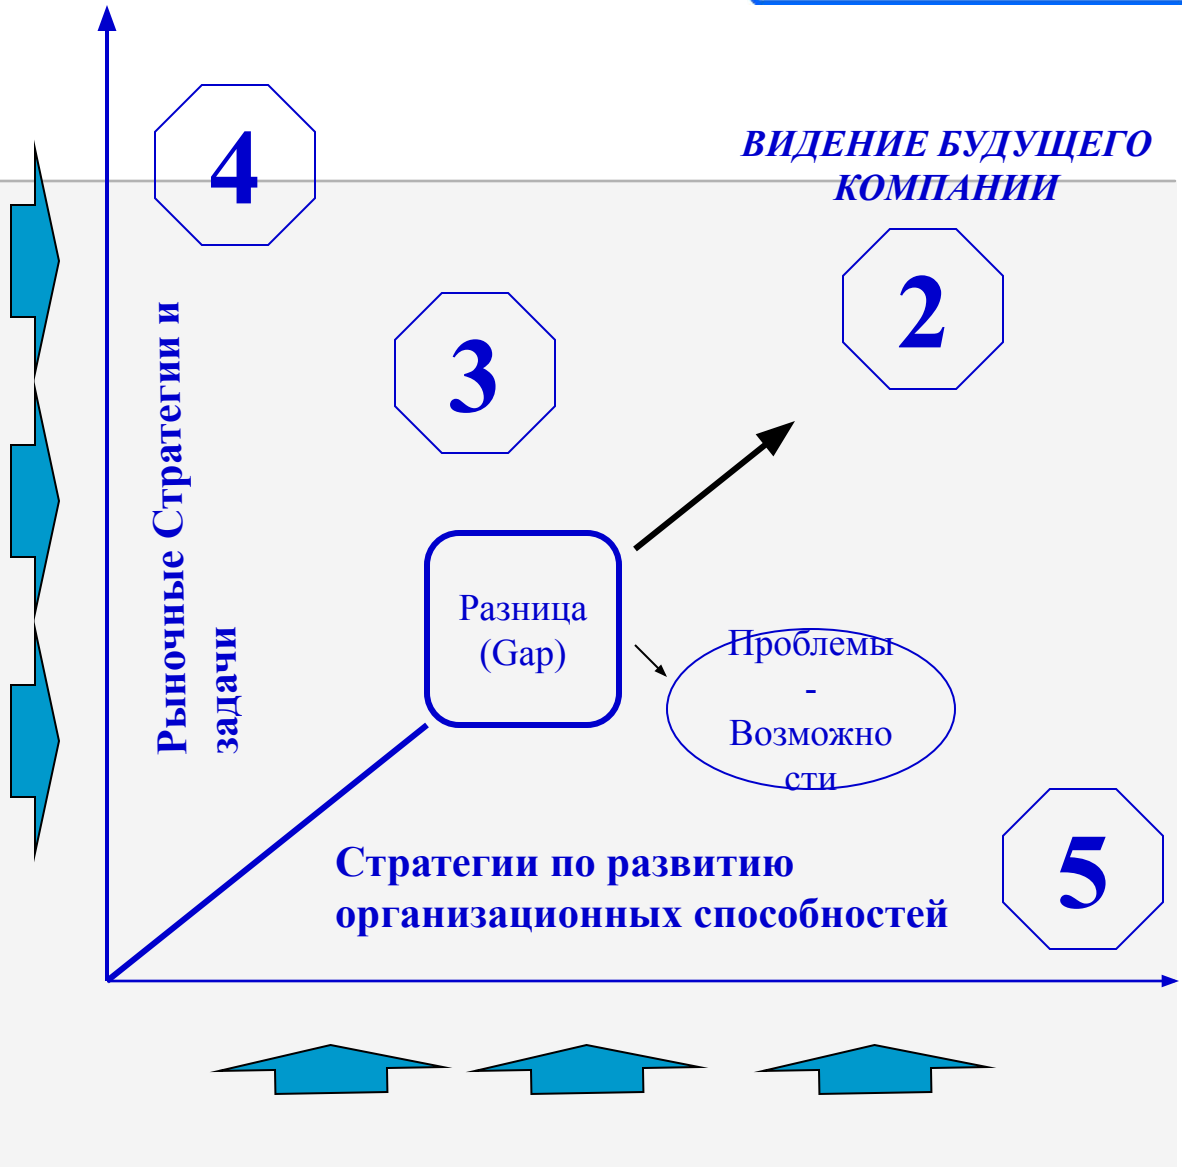 4
ВИДЕНИЕ БУДУЩЕГО
КОМПАНИИ
2
3
Рыночные Стратегии и
задачи
Разница
(Gap)
Проблемы
-
Возможно
сти
Стратегии по развитию
организационных способностей
5